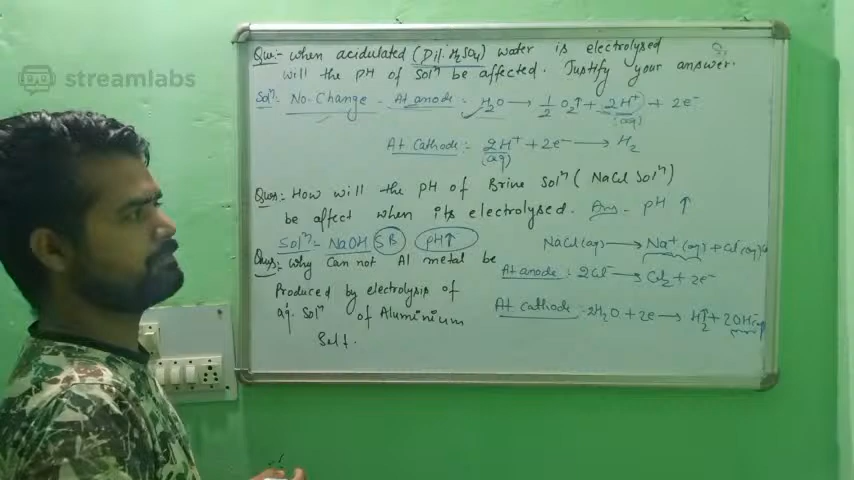 streamlabs
Que:- when acidulated (Dil. H2SO4) water is electrolysed
will the pH of Solⁿ be affected. Justify your answer.
Solⁿ:- No-Change - At anode:- H2O → 1/2 O2↑ + 2H⁺ + 2e⁻
(aq)
At Cathode:- 2H⁺ + 2e⁻ → H2
(aq)
Ques:- How will the pH of Brine Solⁿ (NaCl Solⁿ)
be affect when its electrolysed. Ans - pH ↑
Solⁿ:- NaOH SB pH↑
NaCl(aq) → Na⁺(aq) + Cl⁻(aq)
Ques:- Why Can not Al metal be
Produced by electrolysis of
aq. Solⁿ of Aluminium
Salt.
At anode:- 2Cl⁻ → Cl2 + 2e⁻
At cathode:- 2H2O + 2e⁻ → H2↑ + 2OH⁻(aq)